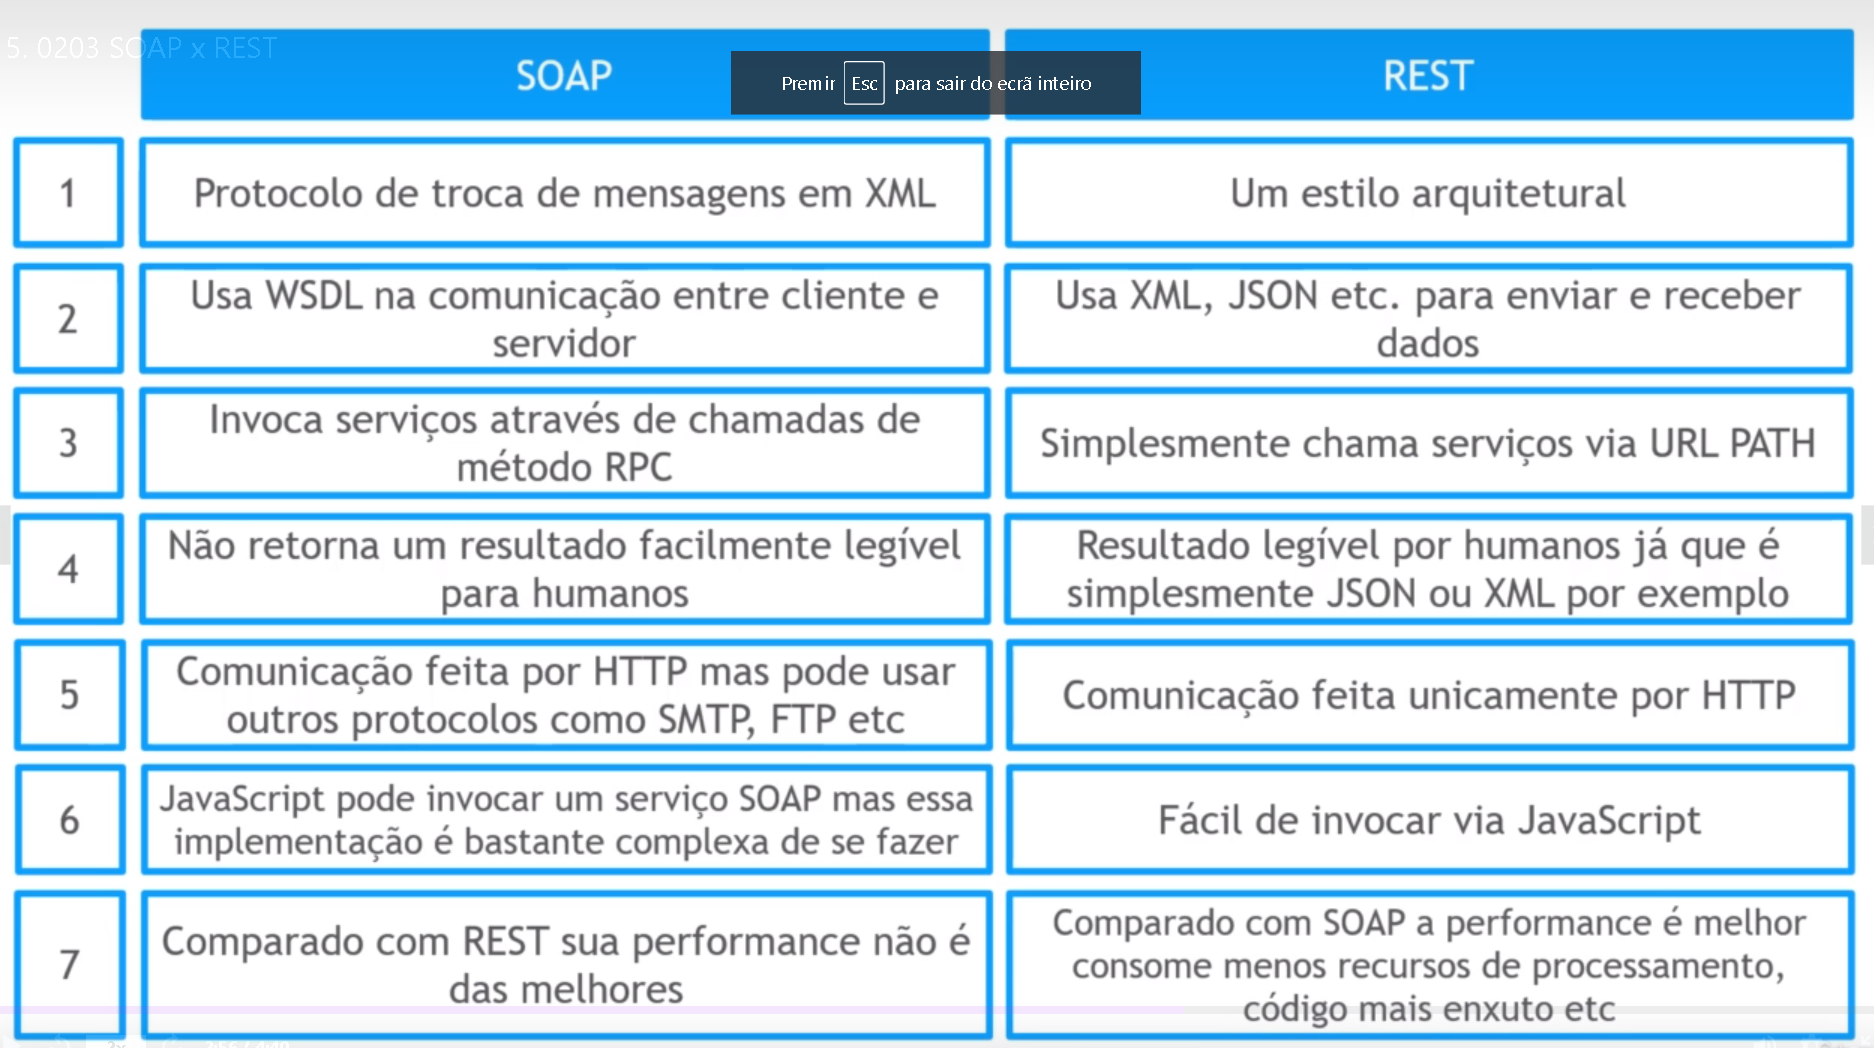 5. 0203 SOAP x REST
SOAP
REST
Premir Esc para sair do ecrã inteiro
1
Protocolo de troca de mensagens em XML
Um estilo arquitetural
2
Usa WSDL na comunicação entre cliente e
servidor
Usa XML, JSON etc. para enviar e receber
dados
3
Invoca serviços através de chamadas de
método RPC
Simplesmente chama serviços via URL PATH
4
Não retorna um resultado facilmente legível
para humanos
Resultado legível por humanos já que é
simplesmente JSON ou XML por exemplo
5
Comunicação feita por HTTP mas pode usar
outros protocolos como SMTP, FTP etc
Comunicação feita unicamente por HTTP
6
JavaScript pode invocar um serviço SOAP mas essa
implementação é bastante complexa de se fazer
Fácil de invocar via JavaScript
7
Comparado com REST sua performance não é
das melhores
Comparado com SOAP a performance é melhor
consome menos recursos de processamento,
código mais enxuto etc